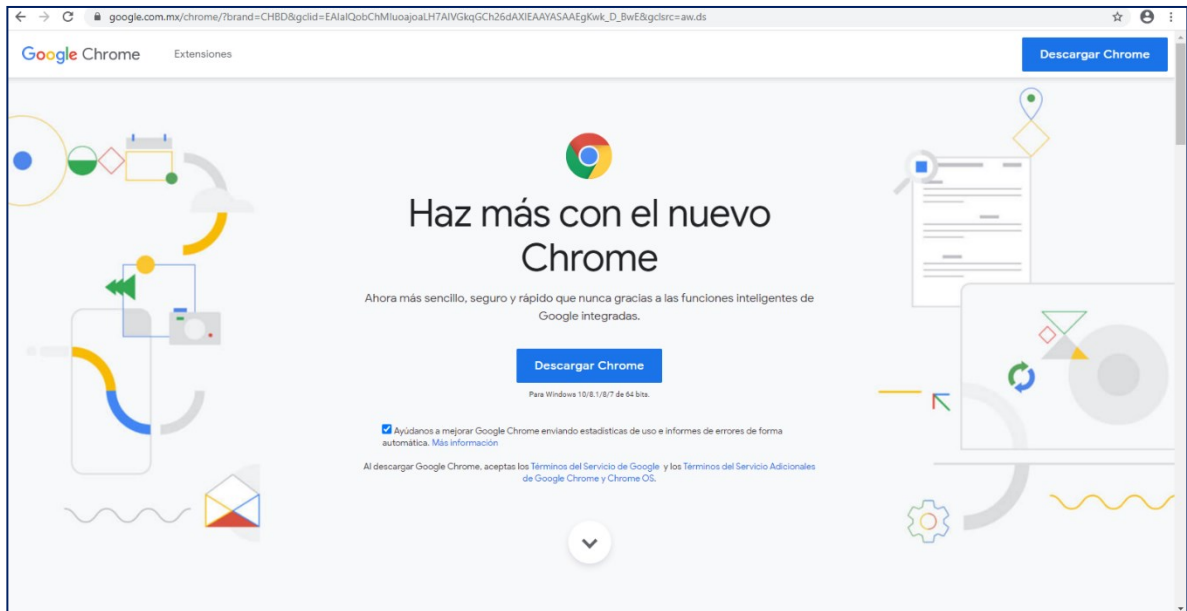 google.com.mx/chrome/?brand=CHBD&gclid=EAIaIQobChMIuoajoaLH7AIVGkqGCh26dAXlEAAYASAAEgKwk_D_BwE&gclsrc=aw.ds
Google Chrome Extensiones Descargar Chrome
Haz más con el nuevo
Chrome
Ahora más sencillo, seguro y rápido que nunca gracias a las funciones inteligentes de
Google integradas.
Descargar Chrome
Para Windows 10/8.1/8/7 de 64 bits.
Ayúdanos a mejorar Google Chrome enviando estadísticas de uso e informes de errores de forma
automática. Más información
Al descargar Google Chrome, aceptas los Términos del Servicio de Google y los Términos del Servicio Adicionales
de Google Chrome y Chrome OS.